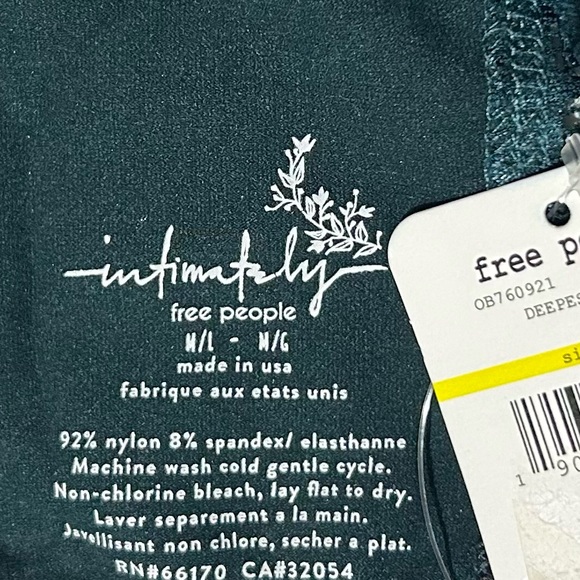 intimately
free people
M/L - M/G
made in usa
fabrique aux etats unis
92% nylon 8% spandex/ elasthanne
Machine wash cold gentle cycle.
Non-chlorine bleach, lay flat to dry.
Laver separement a la main.
Javellisant non chlore, secher a plat.
RN#66170 CA#32054
free
OB760921
1 90